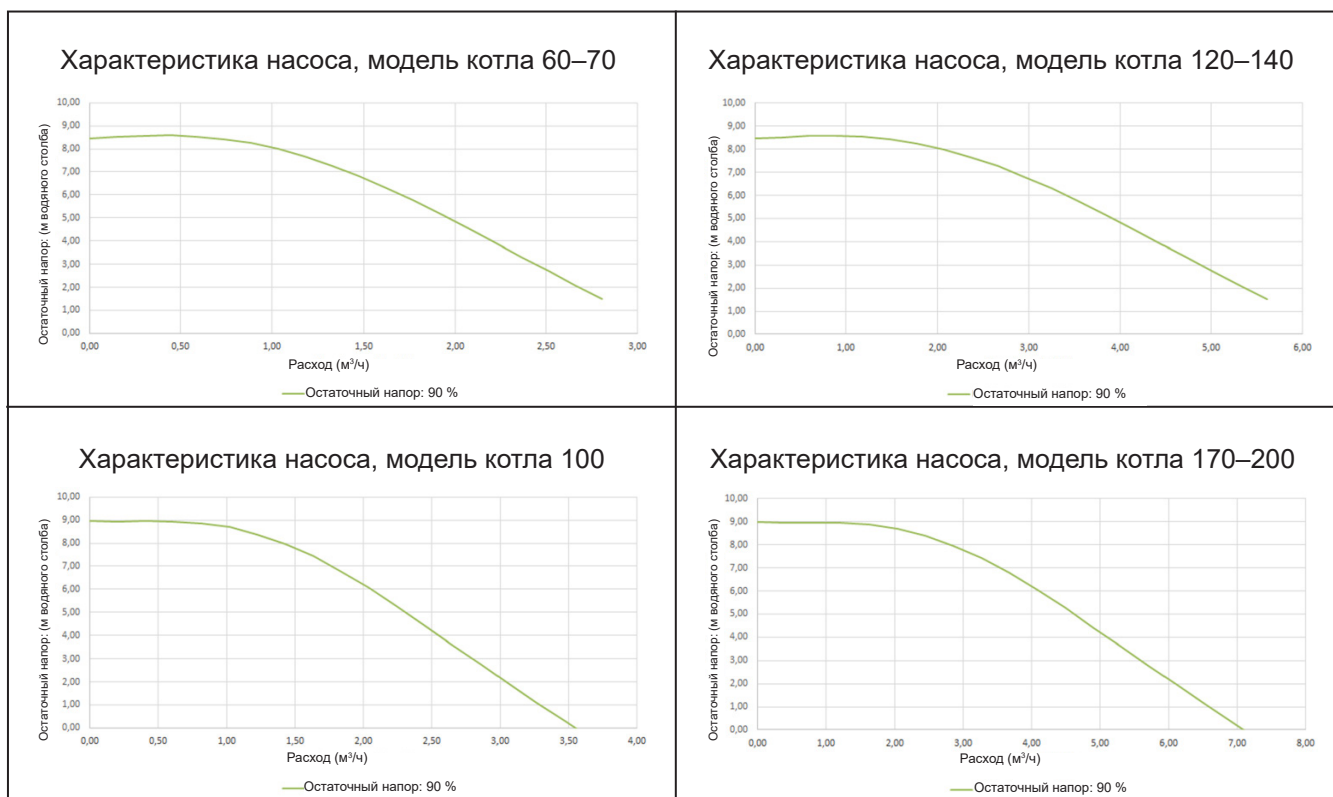 Характеристика насоса, модель котла 60–70
Остаточный напор: (м водяного столба)
10,00
9,00
8,00
7,00
6,00
5,00
4,00
3,00
2,00
1,00
0,00
0,00 0,50 1,00 1,50 2,00 2,50 3,00
Расход (м³/ч)
Остаточный напор: 90 %
Характеристика насоса, модель котла 120–140
Остаточный напор: (м водяного столба)
10,00
9,00
8,00
7,00
6,00
5,00
4,00
3,00
2,00
1,00
0,00
0,00 1,00 2,00 3,00 4,00 5,00 6,00
Расход (м³/ч)
Остаточный напор: 90 %
Характеристика насоса, модель котла 100
Остаточный напор: (м водяного столба)
10,00
9,00
8,00
7,00
6,00
5,00
4,00
3,00
2,00
1,00
0,00
0,00 0,50 1,00 1,50 2,00 2,50 3,00 3,50 4,00
Расход (м³/ч)
Остаточный напор: 90 %
Характеристика насоса, модель котла 170–200
Остаточный напор: (м водяного столба)
10,00
9,00
8,00
7,00
6,00
5,00
4,00
3,00
2,00
1,00
0,00
0,00 1,00 2,00 3,00 4,00 5,00 6,00 7,00 8,00
Расход (м³/ч)
Остаточный напор: 90 %